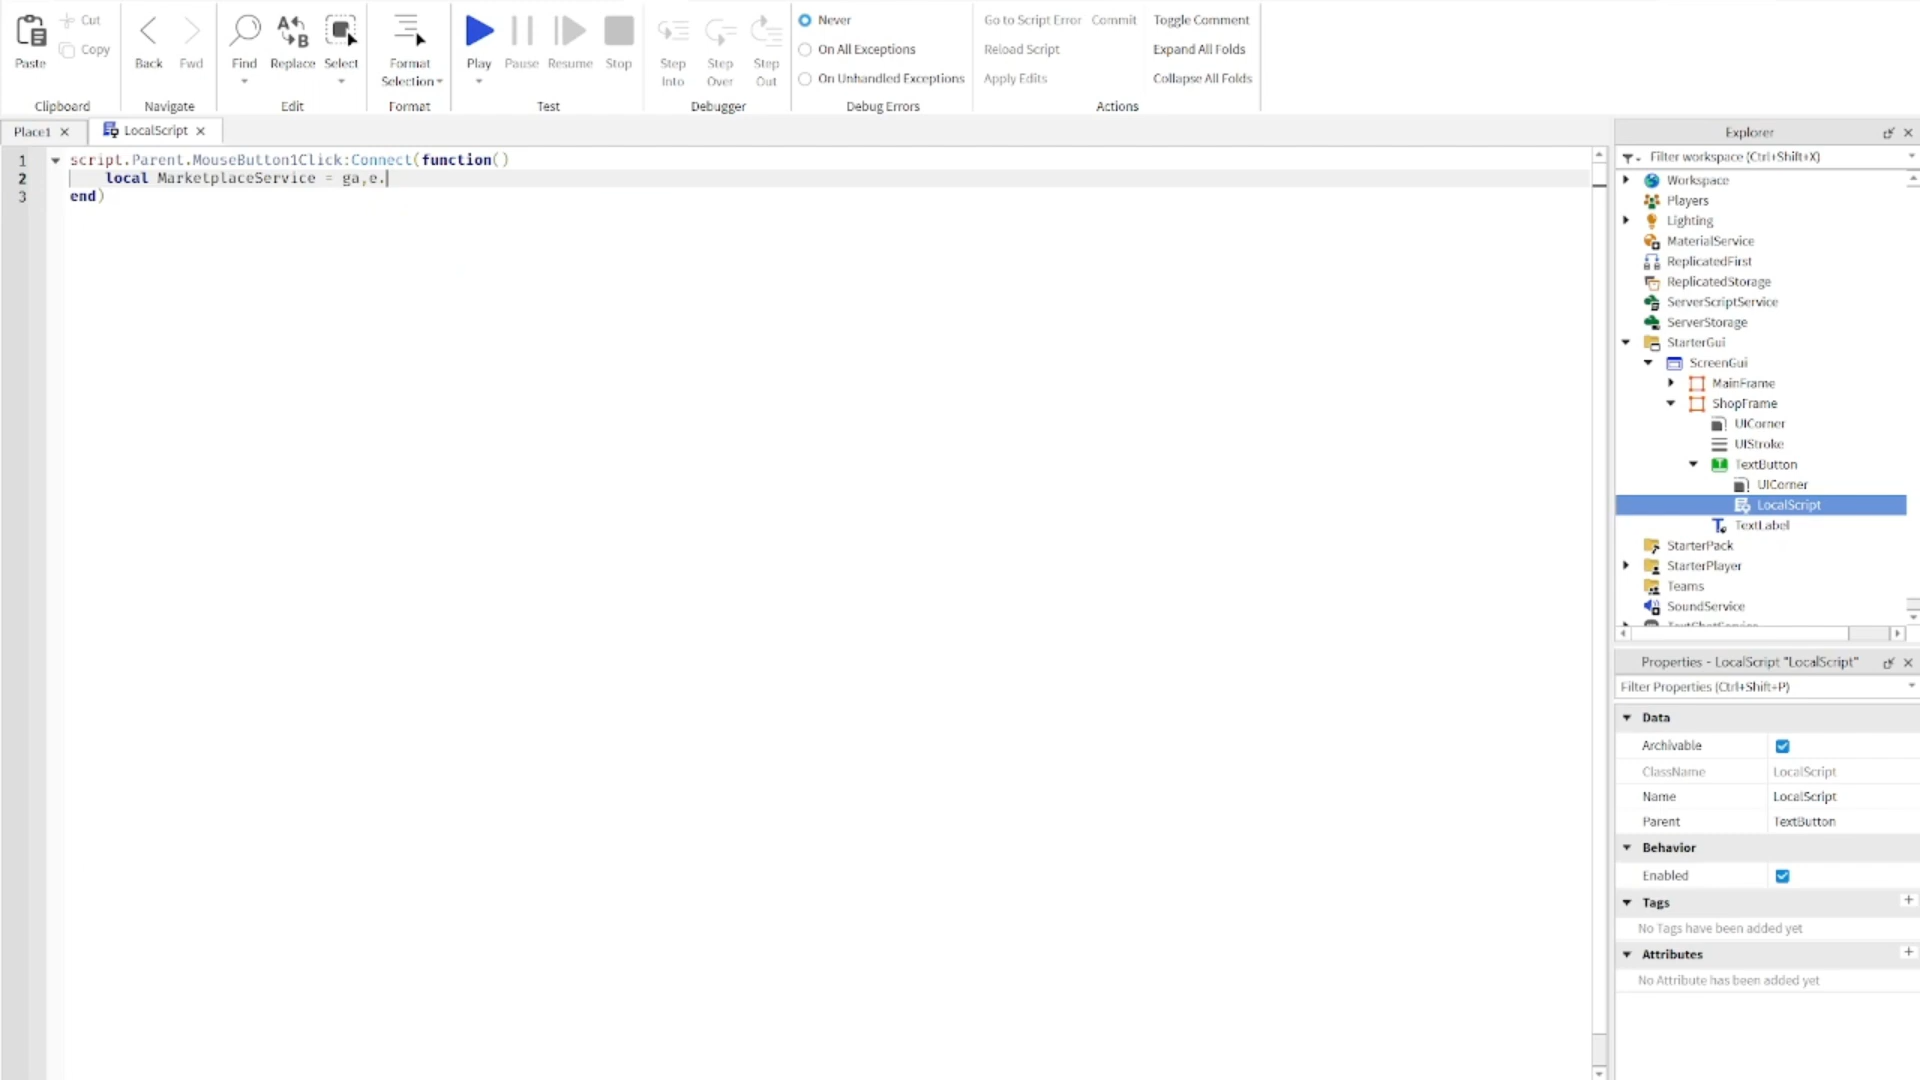 Paste
Cut
Copy
Clipboard
Back
Fwd
Navigate
Find
Replace
Select
Edit
Format
Selection
Format
Play
Pause
Resume
Stop
Test
Step
Into
Step
Over
Step
Out
Debugger
Never
On All Exceptions
On Unhandled Exceptions
Debug Errors
Go to Script Error
Commit
Reload Script
Apply Edits
Toggle Comment
Expand All Folds
Collapse All Folds
Actions
Place1
LocalScript
1 script.Parent.MouseButton1Click:Connect(function()
2 local MarketplaceService = ga,e.
3 end)
Explorer
Filter workspace (Ctrl+Shift+X)
Workspace
Players
Lighting
MaterialService
ReplicatedFirst
ReplicatedStorage
ServerScriptService
ServerStorage
StarterGui
ScreenGui
MainFrame
ShopFrame
UICorner
UIStroke
TextButton
UICorner
LocalScript
TextLabel
StarterPack
StarterPlayer
Teams
SoundService
TextChatService
Properties - LocalScript "LocalScript"
Filter Properties (Ctrl+Shift+P)
Data
Archivable
ClassName LocalScript
Name LocalScript
Parent TextButton
Behavior
Enabled
Tags
No Tags have been added yet
Attributes
No Attribute has been added yet